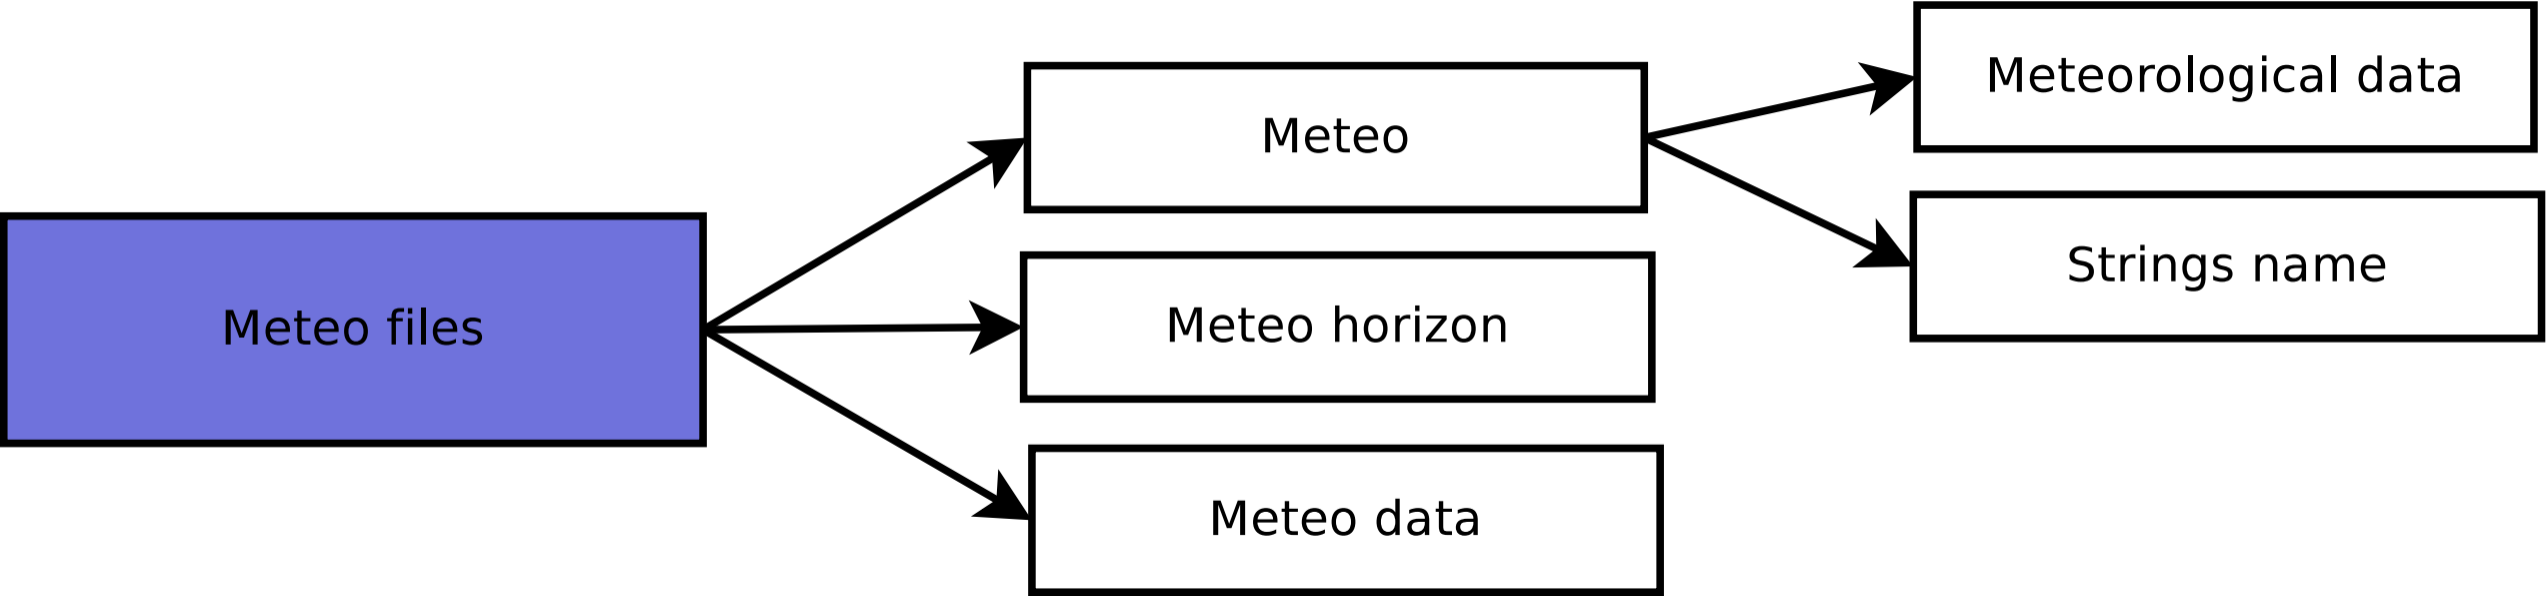 Meteo files
Meteo
Meteo horizon
Meteo data
Meteorological data
Strings name